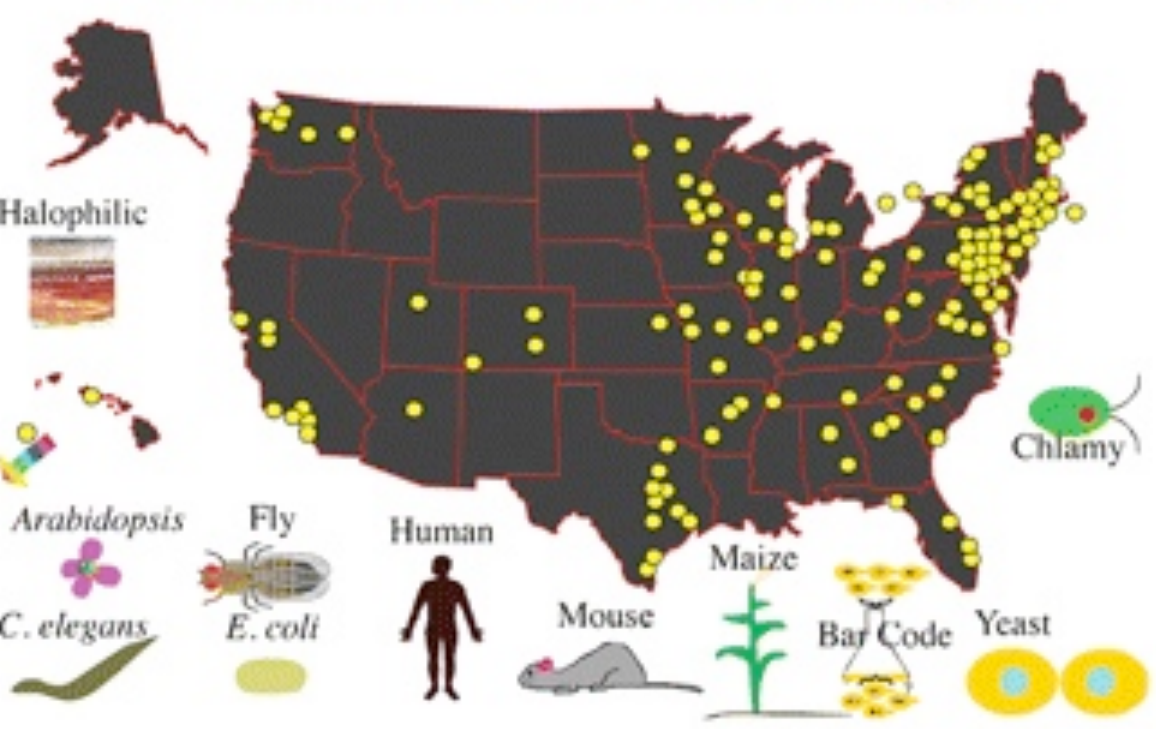 Halophilic
Chlamy
Arabidopsis
Fly
Human
Maize
C. elegans
E. coli
Mouse
Bar Code
Yeast